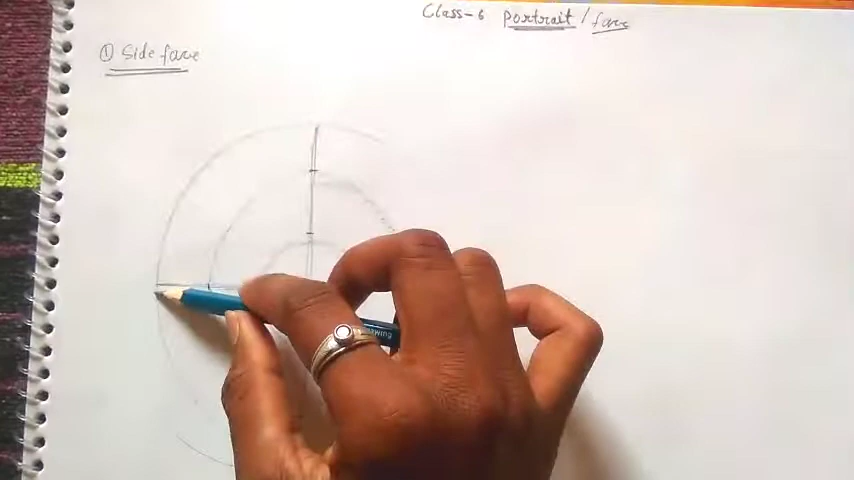 Class-6 Portrait / face
① Side face